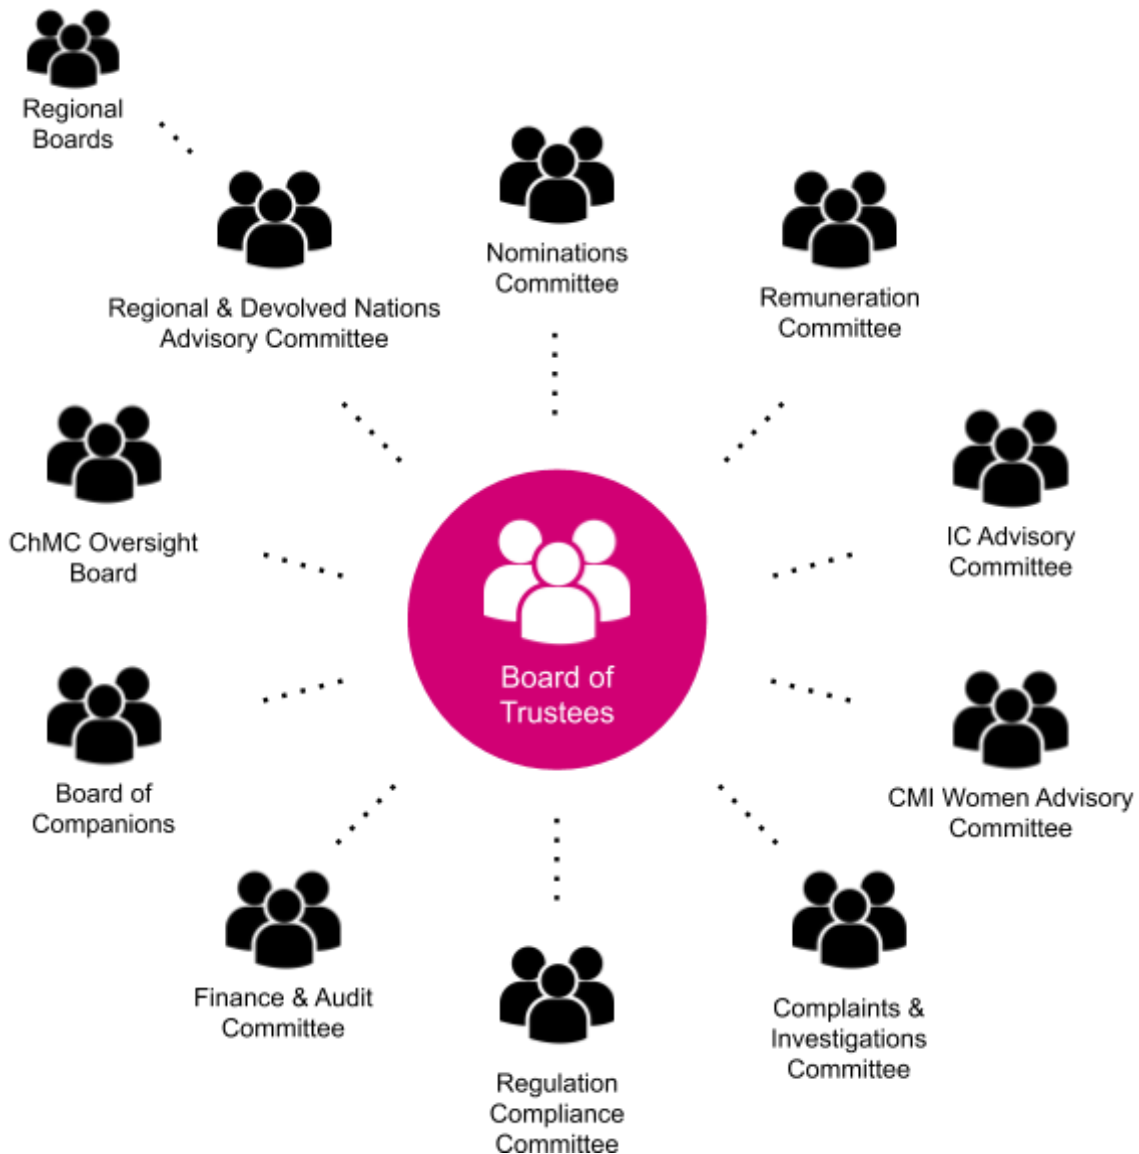 Regional
Boards
Nominations
Committee
Regional & Devolved Nations
Advisory Committee
Remuneration
Committee
ChMC Oversight
Board
IC Advisory
Committee
Board of
Trustees
Board of
Companions
CMI Women Advisory
Committee
Finance & Audit
Committee
Complaints &
Investigations
Committee
Regulation
Compliance
Committee